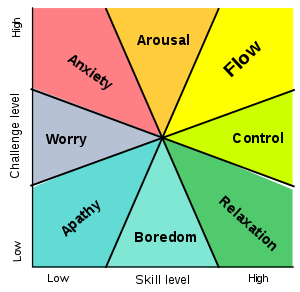 High
Arousal
Flow
Anxiety
Challenge level
Worry
Control
Apathy
Relaxation
Boredom
Low
Low
Skill level
High